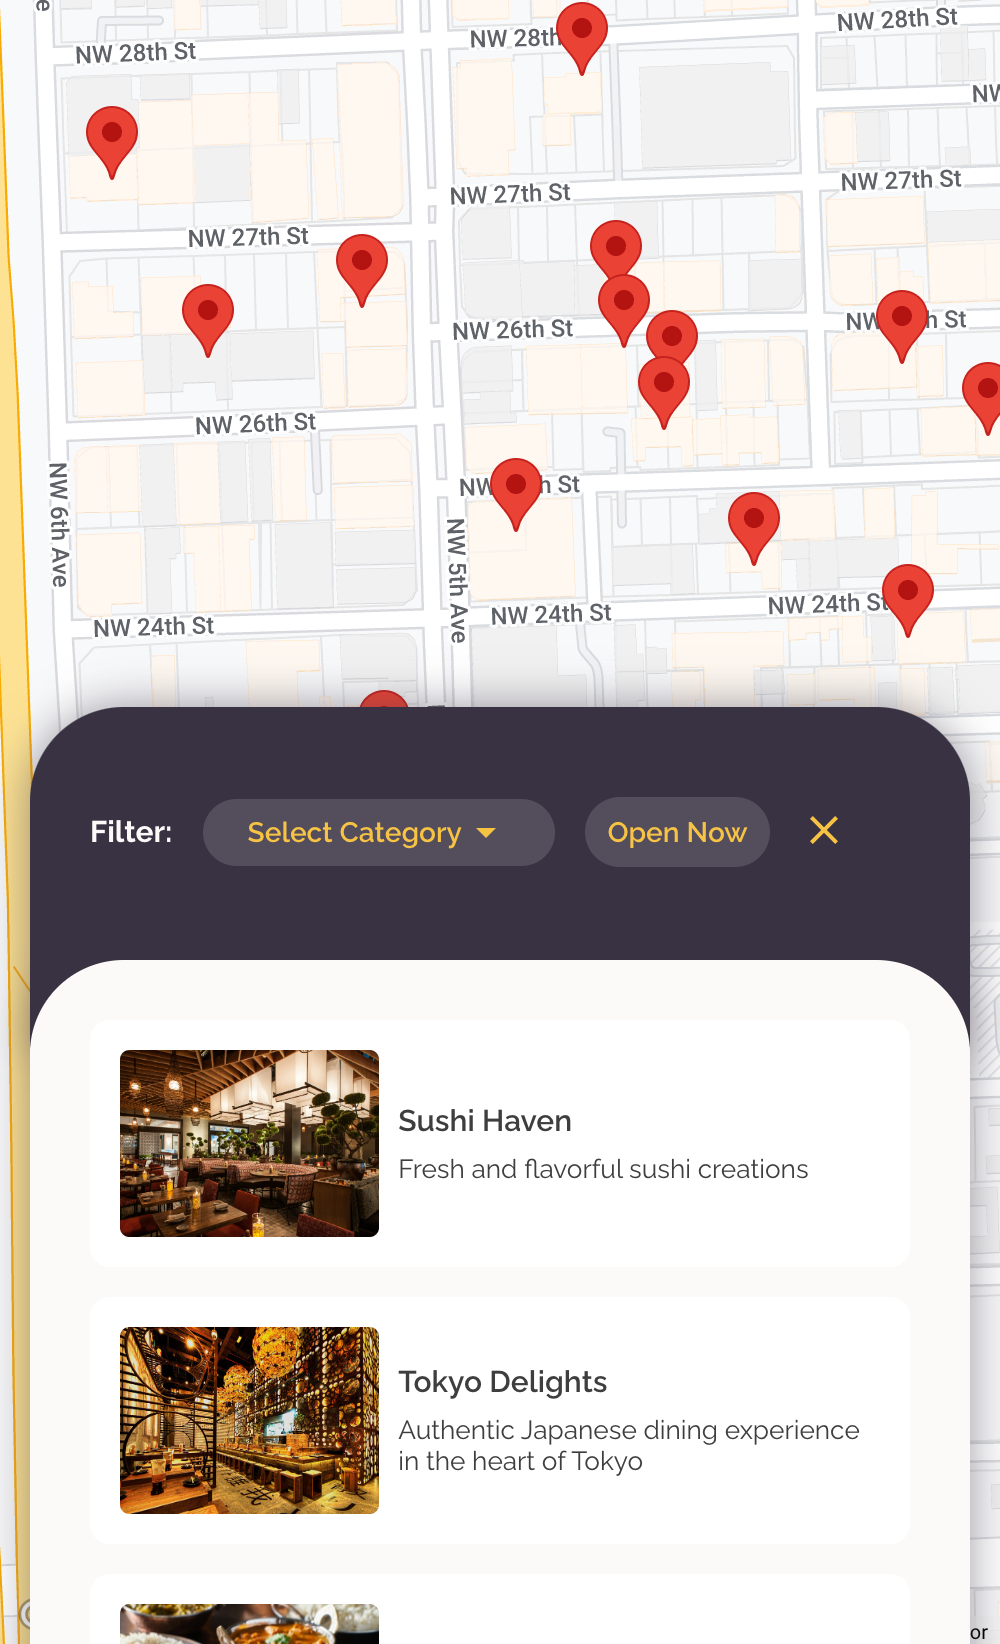 NW 28th St
NW 28th
NW 28th St
NW
NW 27th St
NW 27th St
NW 27th St
NW 26th St
NW h St
NW 26th St
NW h St
NW 6th Ave
NW 5th Ave
NW 24th St
NW 24th St
NW 24th St
Filter:
Select Category
Open Now
Sushi Haven
Fresh and flavorful sushi creations
Tokyo Delights
Authentic Japanese dining experience
in the heart of Tokyo
or